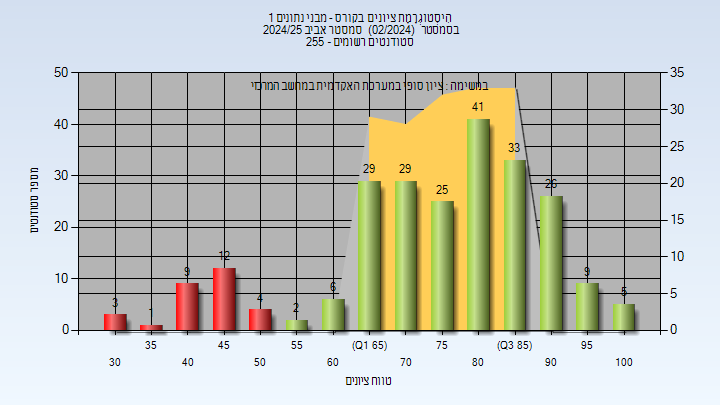 היסטוגרמת ציונים בקורס - מבני נתונים 1
בסמסטר (02/2024) סמסטר אביב 2024/25
סטודנטים רשומים - 255
במשימה : ציון סופי במערכת האקדמית במחשב המרכזי
מספר סטודנטים
50 40 30 20 10 0
35 30 25 20 15 10 5 0
3 1 9 12 4 2 6 29 29 25 41 33 26 9 5
35 45 55 (Q1 65) 75 (Q3 85) 95
30 40 50 60 70 80 90 100
טווח ציונים